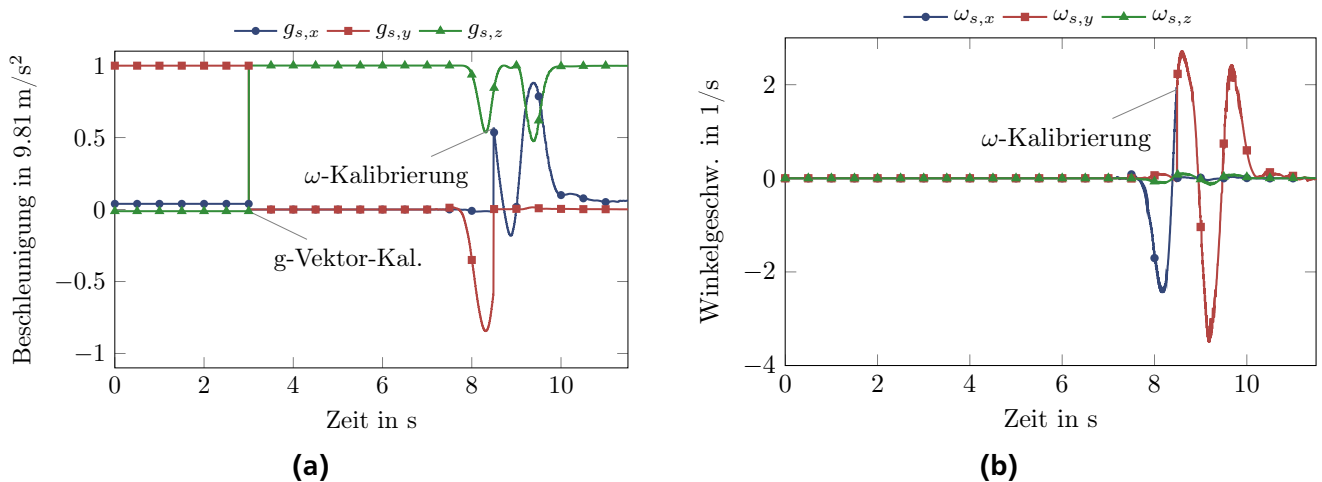 g_{s,x} g_{s,y} g_{s,z}
1
0.5
0
−0.5
−1
Beschleunigung in 9.81 m/s²
ω-Kalibrierung
g-Vektor-Kal.
0 2 4 6 8 10
Zeit in s
(a)
ω_{s,x} ω_{s,y} ω_{s,z}
2
0
−2
−4
Winkelgeschw. in 1/s
ω-Kalibrierung
0 2 4 6 8 10
Zeit in s
(b)